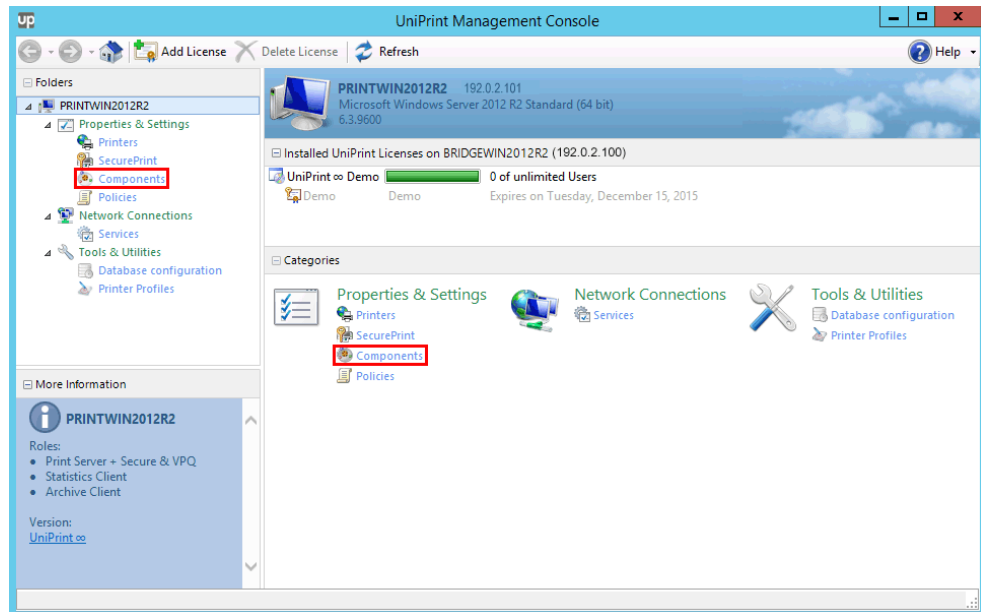 UP UniPrint Management Console
Add License Delete License Refresh Help
Folders
PRINTWIN2012R2
Properties & Settings
Printers
SecurePrint
Components
Policies
Network Connections
Services
Tools & Utilities
Database configuration
Printer Profiles
More Information
PRINTWIN2012R2
Roles:
• Print Server + Secure & VPQ
• Statistics Client
• Archive Client
Version:
UniPrint ∞
PRINTWIN2012R2 192.0.2.101
Microsoft Windows Server 2012 R2 Standard (64 bit)
6.3.9600
Installed UniPrint Licenses on BRIDGEWIN2012R2 (192.0.2.100)
UniPrint ∞ Demo 0 of unlimited Users
Demo Demo Expires on Tuesday, December 15, 2015
Categories
Properties & Settings
Printers
SecurePrint
Components
Policies
Network Connections
Services
Tools & Utilities
Database configuration
Printer Profiles